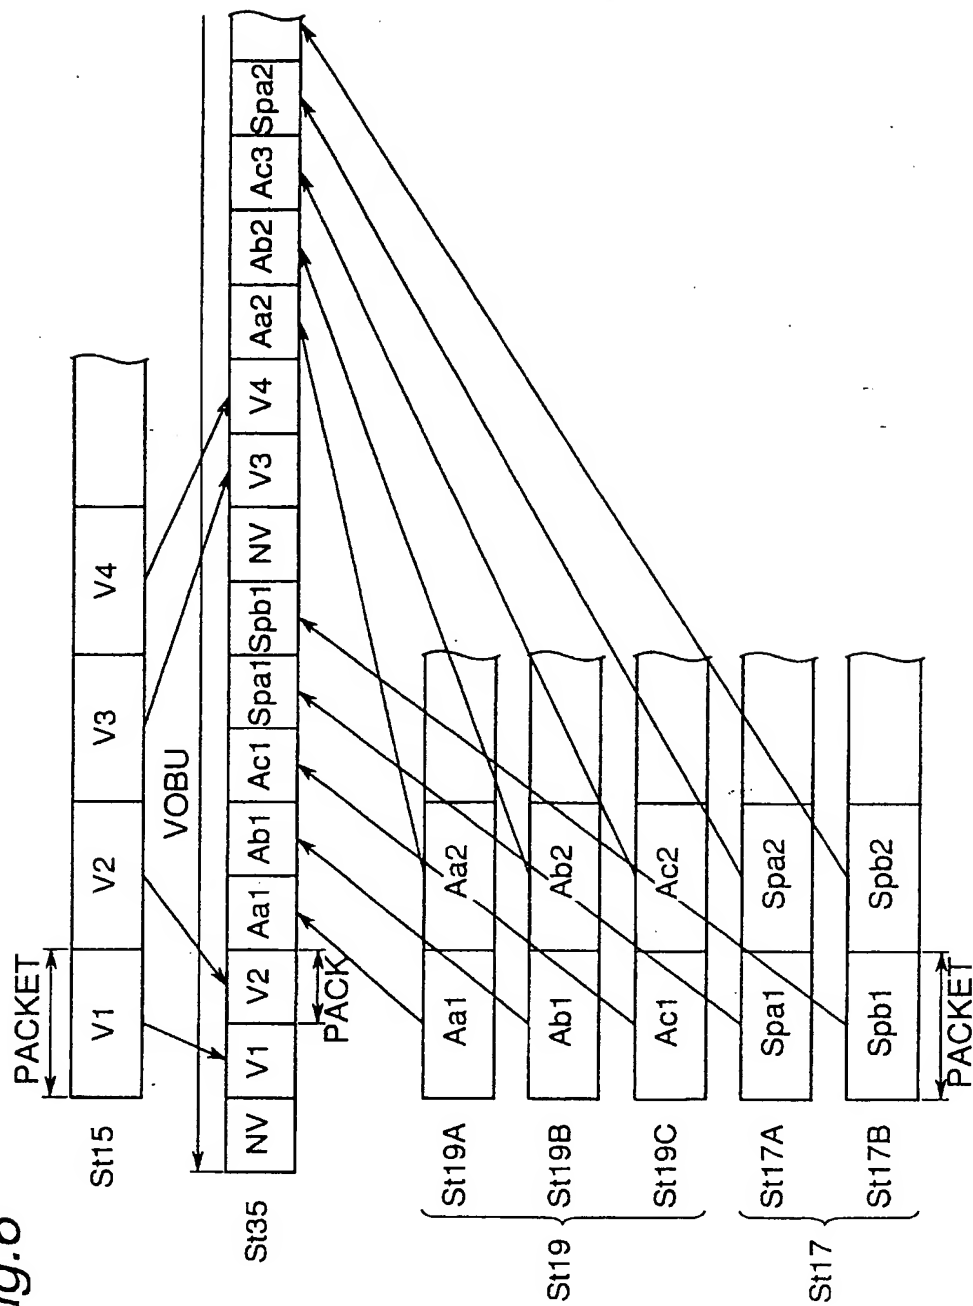 PACKET
St15 V1 V2 V3 V4
VOBU
St35 NV V1 V2 Aa1 Ab1 Ac1 Spa1 Spb1 NV V3 V4 Aa2 Ab2 Ac3 Spa2
PACK
St19
St19A Aa1 Aa2
St19B Ab1 Ab2
St19C Ac1 Ac2
St17
St17A Spa1 Spa2
St17B Spb1 Spb2
PACKET